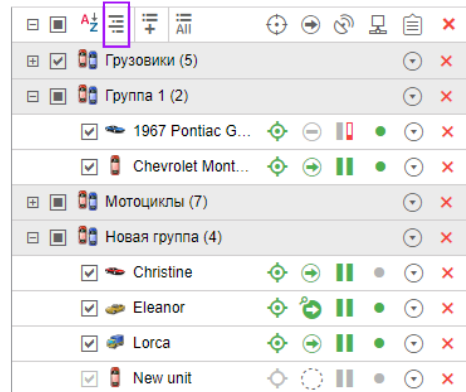 AZ All
Грузовики (5)
Группа 1 (2)
1967 Pontiac G...
Chevrolet Mont...
Мотоциклы (7)
Новая группа (4)
Christine
Eleanor
Lorca
New unit